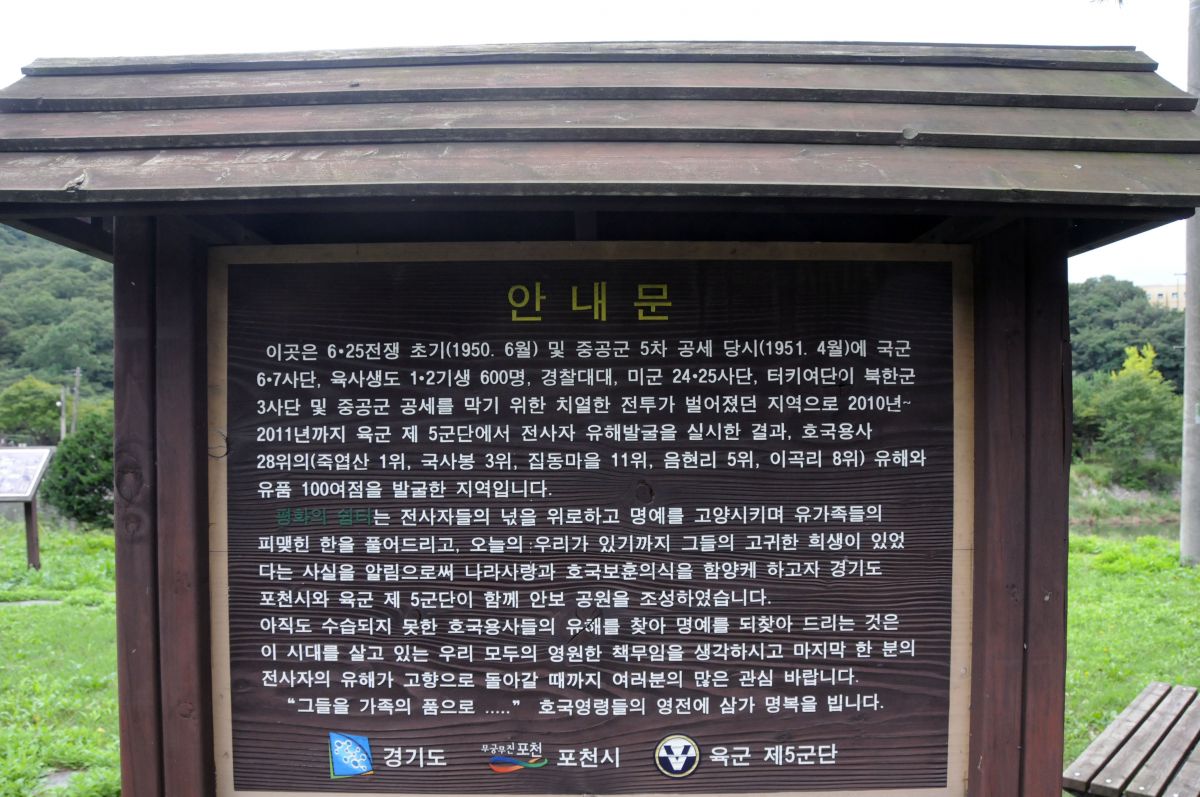 안내문
이곳은 6•25전쟁 초기(1950. 6월) 및 중공군 5차 공세 당시(1951. 4월)에 국군
6•7사단, 육사생도 1•2기생 600명, 경찰대대, 미군 24•25사단, 터키여단이 북한군
3사단 및 중공군 공세를 막기 위한 치열한 전투가 벌어졌던 지역으로 2010년~
2011년까지 육군 제 5군단에서 전사자 유해발굴을 실시한 결과, 호국용사
28위의(죽엽산 1위, 국사봉 3위, 집동마을 11위, 음현리 5위, 이곡리 8위) 유해와
유품 100여점을 발굴한 지역입니다.
평화의 쉼터는 전사자들의 넋을 위로하고 명예를 고양시키며 유가족들의
피맺힌 한을 풀어드리고, 오늘의 우리가 있기까지 그들의 고귀한 희생이 있었
다는 사실을 알림으로써 나라사랑과 호국보훈의식을 함양케 하고자 경기도
포천시와 육군 제 5군단이 함께 안보 공원을 조성하였습니다.
아직도 수습되지 못한 호국용사들의 유해를 찾아 명예를 되찾아 드리는 것은
이 시대를 살고 있는 우리 모두의 영원한 책무임을 생각하시고 마지막 한 분의
전사자의 유해가 고향으로 돌아갈 때까지 여러분의 많은 관심 바랍니다.
“그들을 가족의 품으로 .....” 호국영령들의 영전에 삼가 명복을 빕니다.
경기도 무궁무진 포천 포천시 육군 제5군단